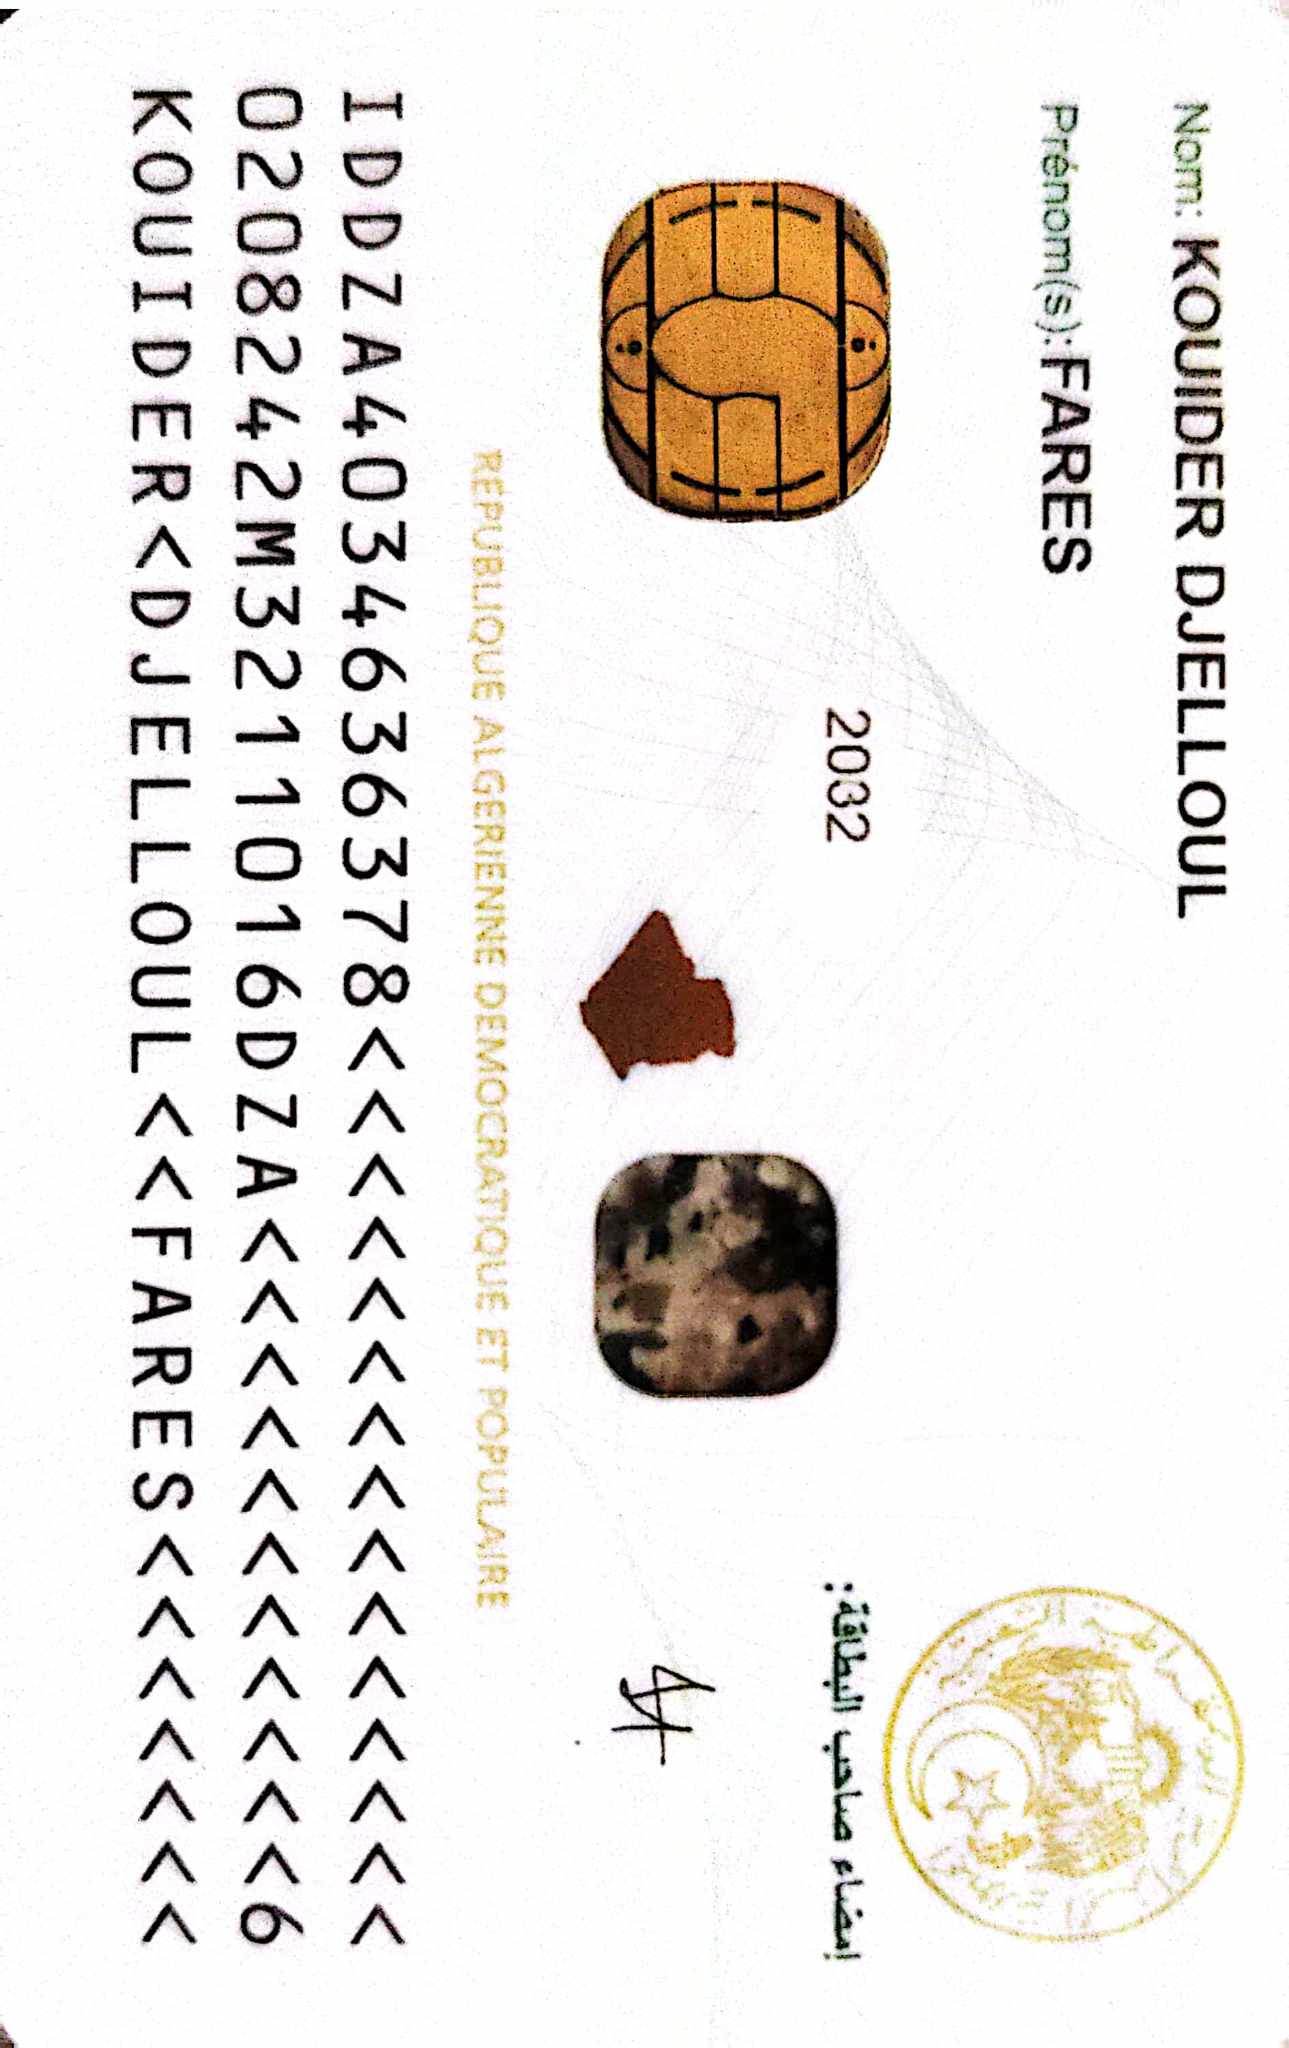 Nom: KOUIDER DJELLOUL
Prénom(s):FARES
2032
إمضاء صاحب البطاقة:
REPUBLIQUE ALGERIENNE DEMOCRATIQUE ET POPULAIRE
IDDZA4034636378<<<<<<<<<<<<<<<
0208242M3211016DZA<<<<<<<<<<<6
KOUIDER<DJELLOUL<<FARES<<<<<<<